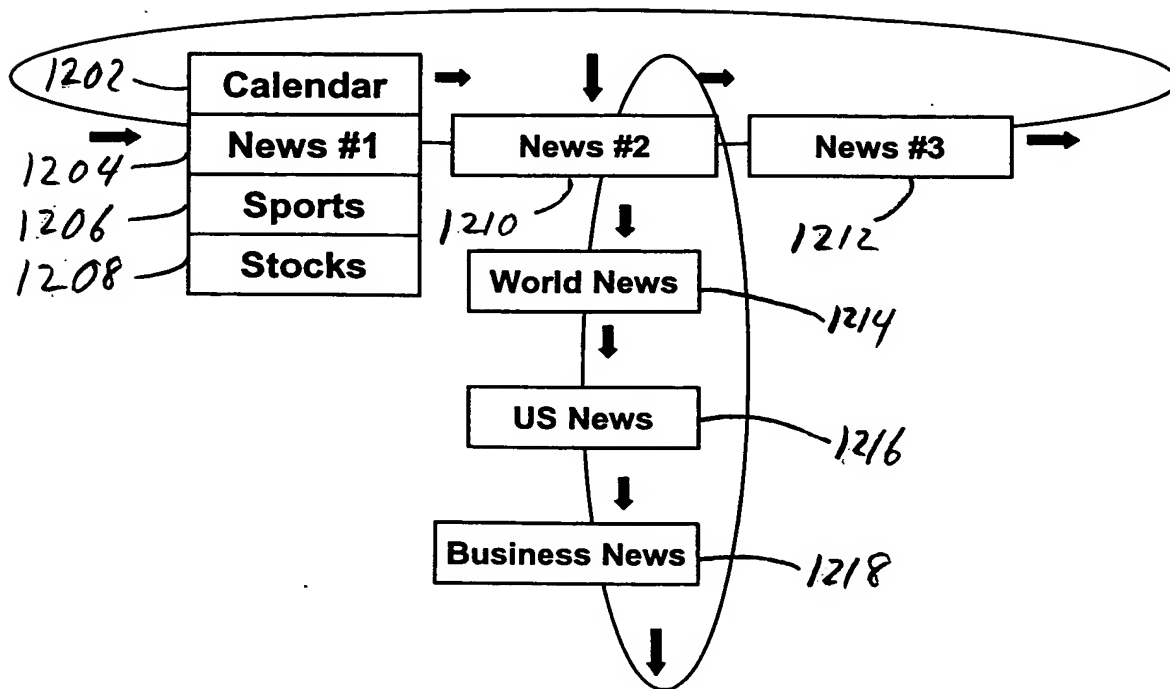 1202
Calendar
1204
News #1
News #2
News #3
1206
Sports
1210
1212
1208
Stocks
World News
1214
US News
1216
Business News
1218